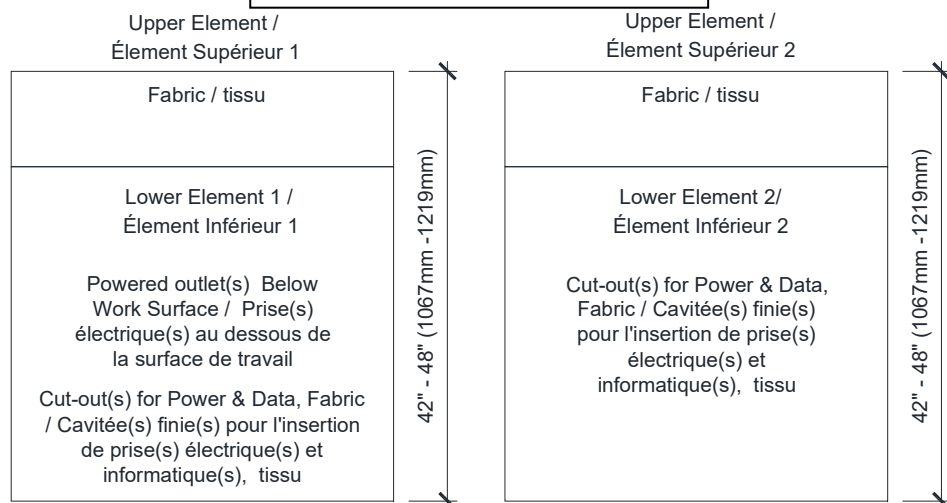 Upper Element /
Élement Supérieur 1
Fabric / tissu
Lower Element 1 /
Élement Inférieur 1
Powered outlet(s)  Below
Work Surface /  Prise(s)
électrique(s) au dessous de
la surface de travail
Cut-out(s) for Power & Data, Fabric
/ Cavitée(s) finie(s) pour l'insertion
de prise(s) électrique(s) et
informatique(s),  tissu
42" - 48" (1067mm -1219mm)
Upper Element /
Élement Supérieur 2
Fabric / tissu
Lower Element 2/
Élement Inférieur 2
Cut-out(s) for Power & Data,
Fabric / Cavitée(s) finie(s)
pour l'insertion de prise(s)
électrique(s) et
informatique(s),  tissu
42" - 48" (1067mm -1219mm)